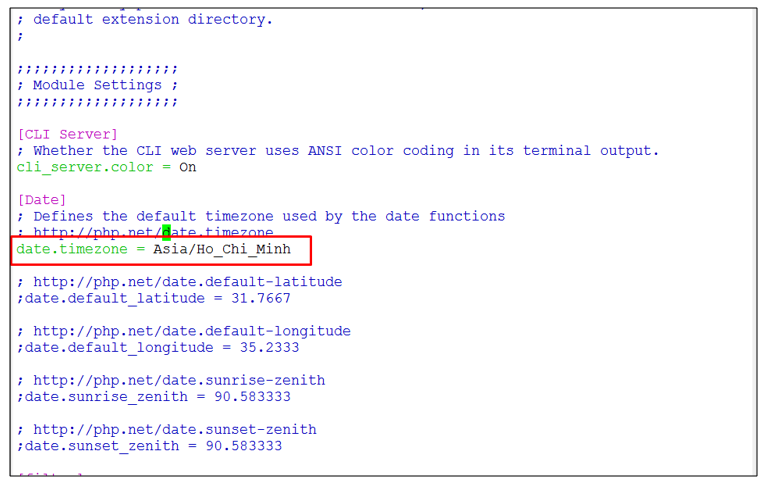 ; default extension directory.
;
;;;;;;;;;;;;;;;;;;;
; Module Settings ;
;;;;;;;;;;;;;;;;;;;
[CLI Server]
; Whether the CLI web server uses ANSI color coding in its terminal output.
cli_server.color = On
[Date]
; Defines the default timezone used by the date functions
; http://php.net/date.timezone
date.timezone = Asia/Ho_Chi_Minh
; http://php.net/date.default-latitude
;date.default_latitude = 31.7667
; http://php.net/date.default-longitude
;date.default_longitude = 35.2333
; http://php.net/date.sunrise-zenith
;date.sunrise_zenith = 90.583333
; http://php.net/date.sunset-zenith
;date.sunset_zenith = 90.583333